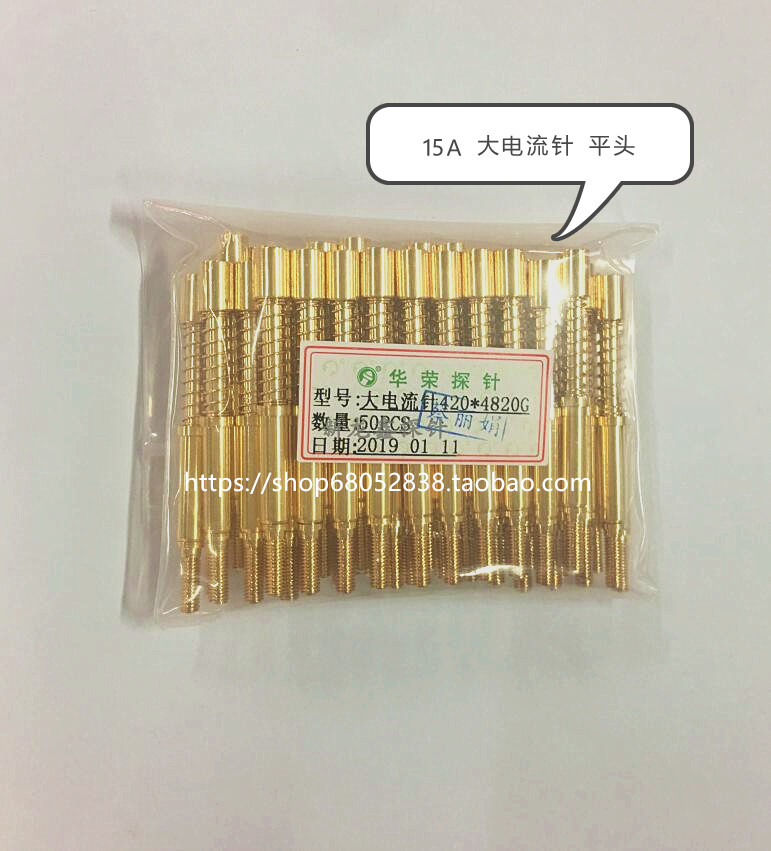 15A 大电流针 平头
华荣探针
型号:大电流针420*4820G
数量:50PCS
日期:2019 01 11
https://shop68052838.taobao.com